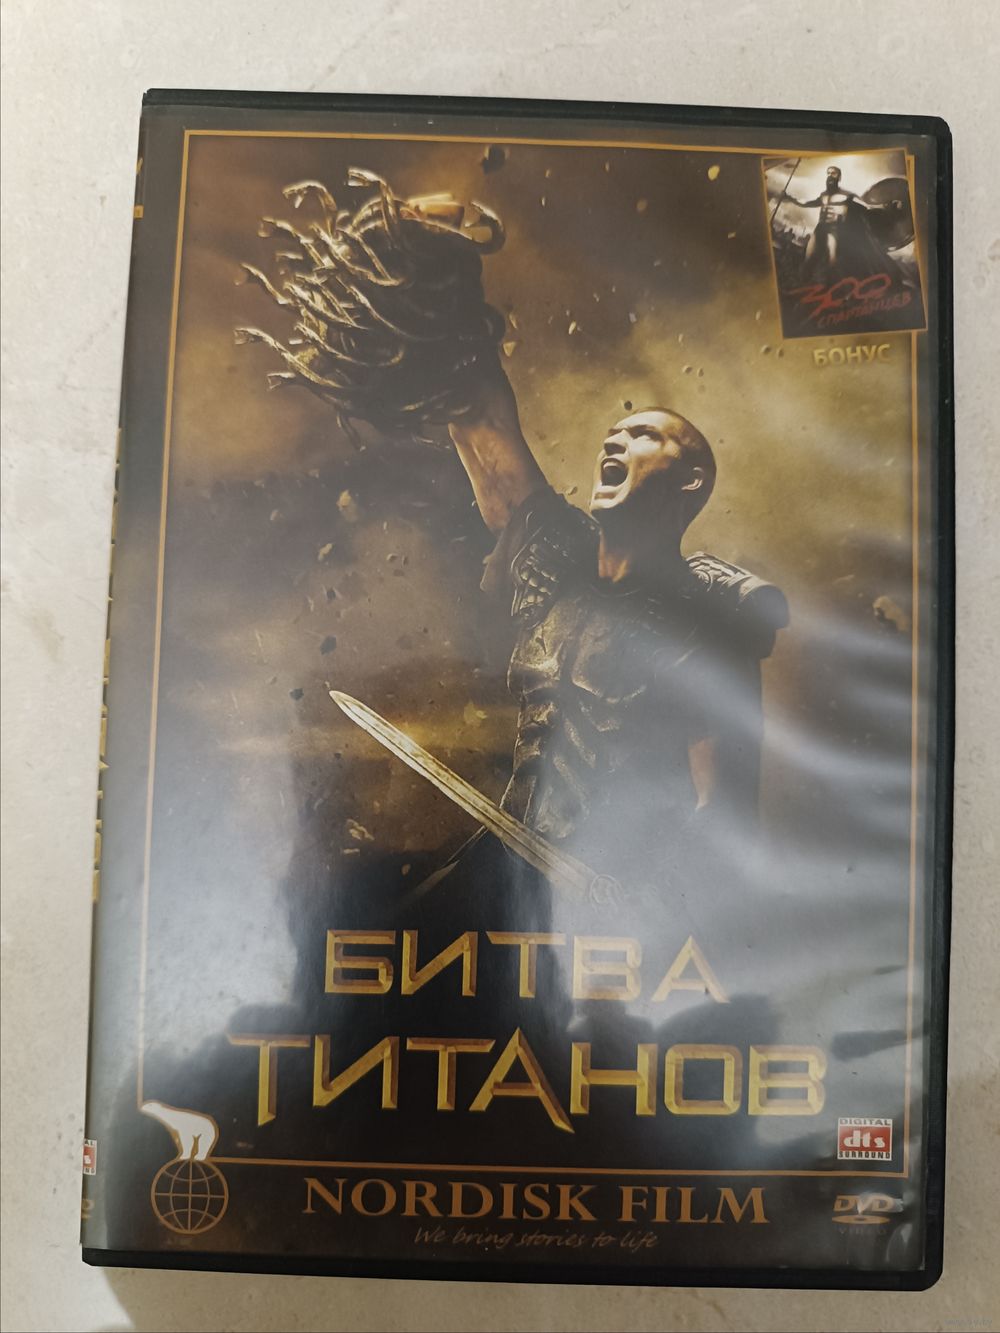 300
СПАРТАНЦЕВ
БОНУС
БИТВА
ТИТАНОВ
DIGITAL
dts
SURROUND
NORDISK FILM
We bring stories to life
DVD
VIDEO